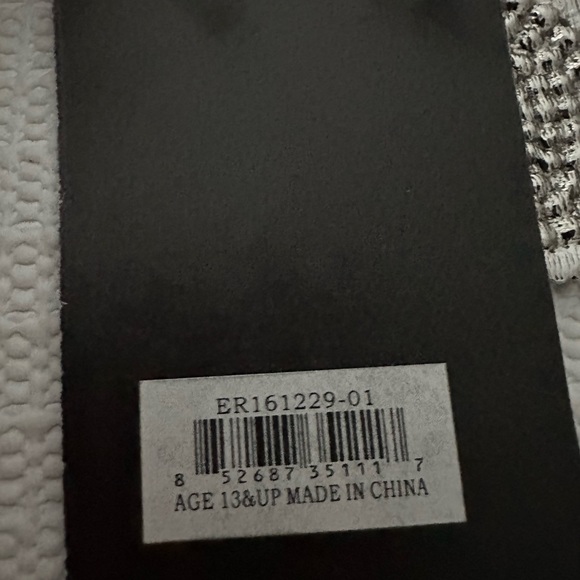 ER161229-01
8 52687 35111 7
AGE 13&UP MADE IN CHINA